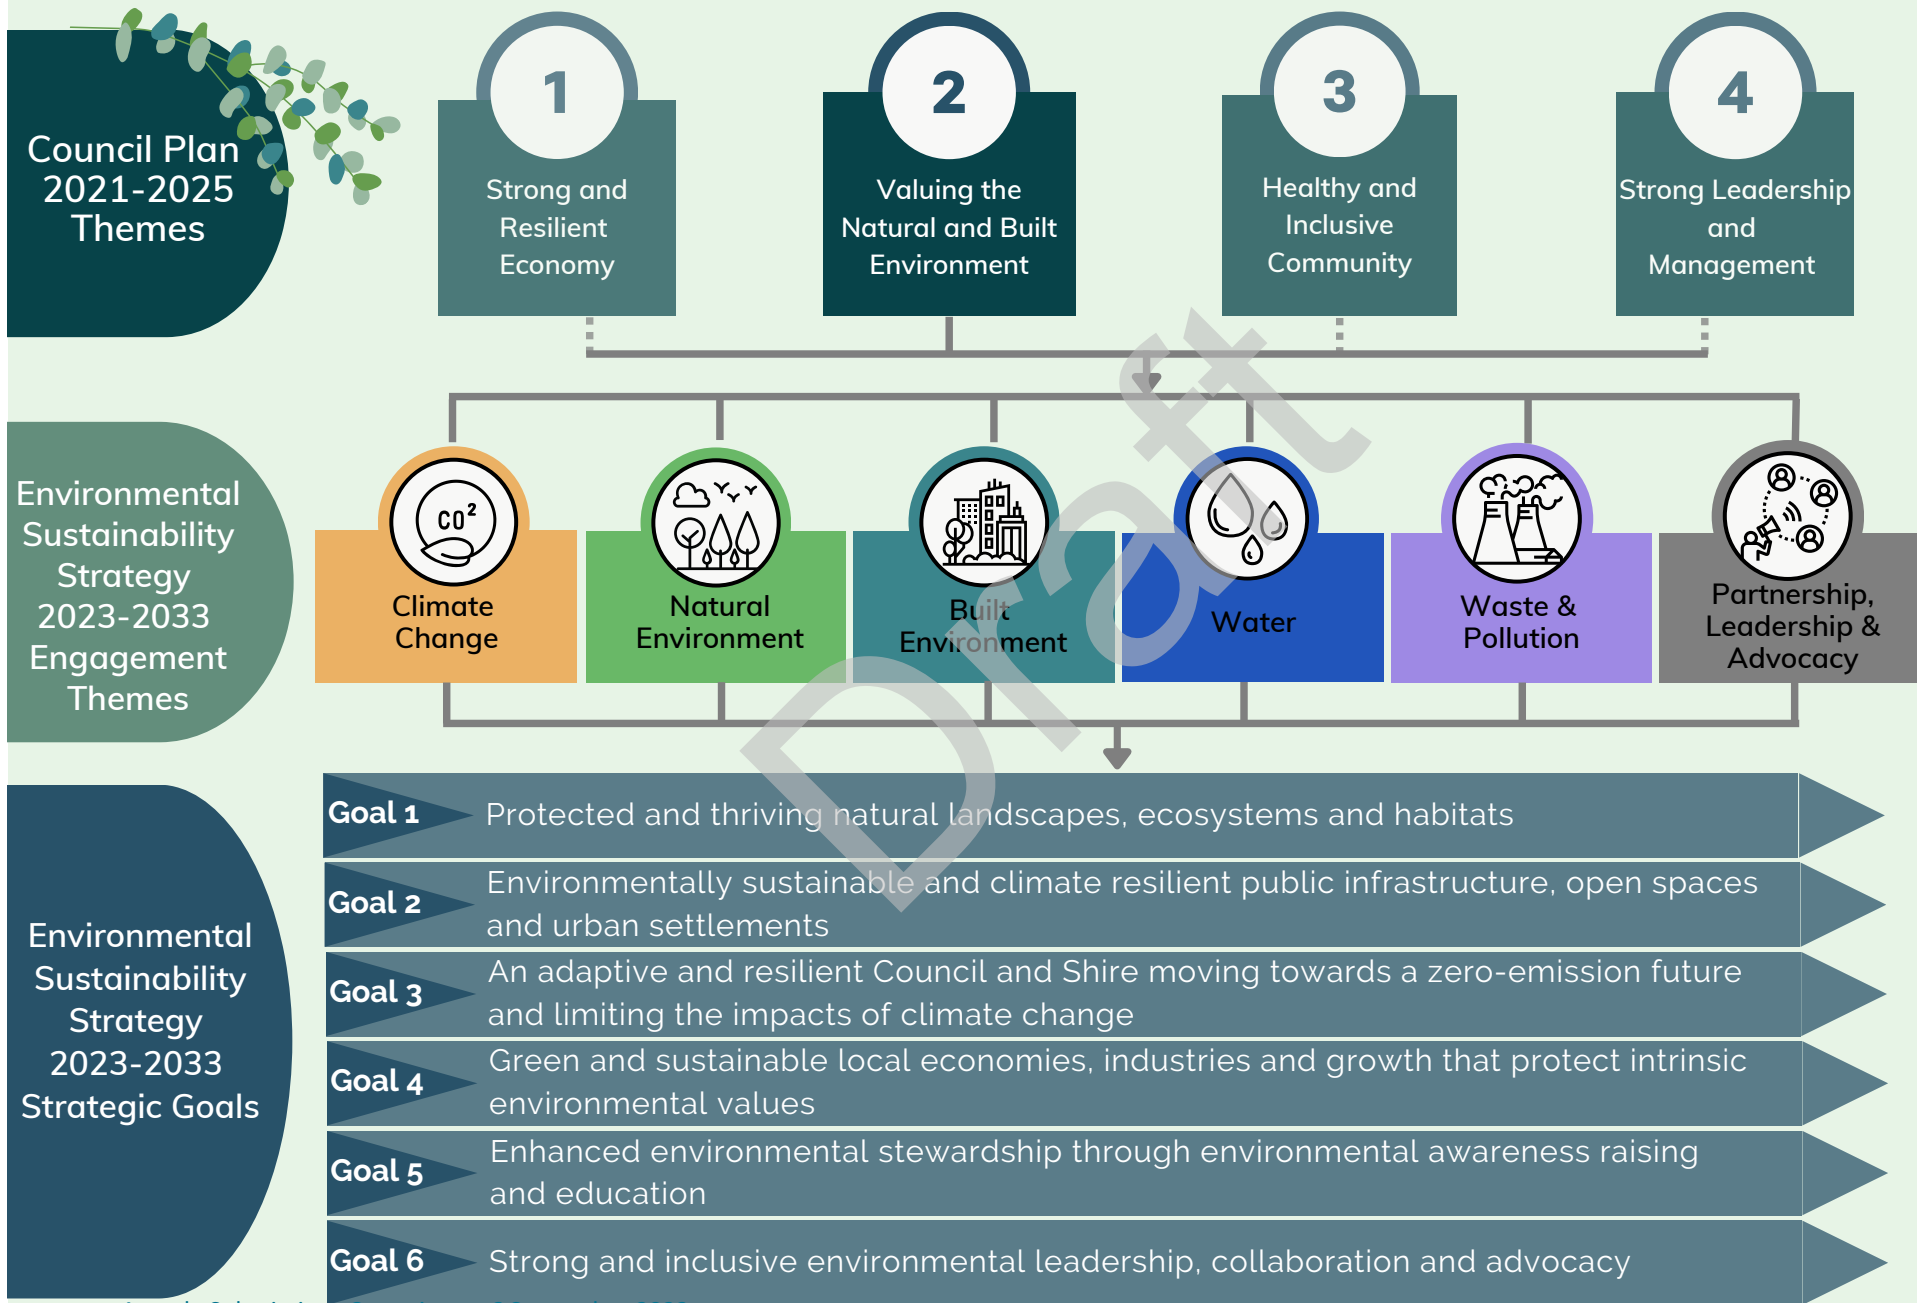 Council Plan
2021-2025
Themes
1
Strong and
Resilient
Economy
2
Valuing the
Natural and Built
Environment
3
Healthy and
Inclusive
Community
4
Strong Leadership
and
Management
Environmental
Sustainability
Strategy
2023-2033
Engagement
Themes
CO²
Climate
Change
Natural
Environment
Built
Environment
Water
Waste &
Pollution
Partnership,
Leadership &
Advocacy
Draft
Environmental
Sustainability
Strategy
2023-2033
Strategic Goals
Goal 1
Protected and thriving natural landscapes, ecosystems and habitats
Goal 2
Environmentally sustainable and climate resilient public infrastructure, open spaces
and urban settlements
Goal 3
An adaptive and resilient Council and Shire moving towards a zero-emission future
and limiting the impacts of climate change
Goal 4
Green and sustainable local economies, industries and growth that protect intrinsic
environmental values
Goal 5
Enhanced environmental stewardship through environmental awareness raising
and education
Goal 6
Strong and inclusive environmental leadership, collaboration and advocacy